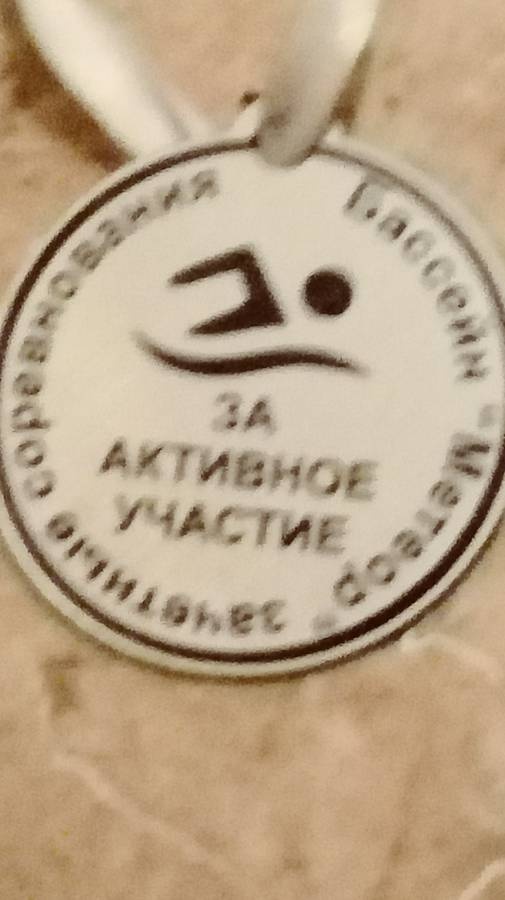 Бассейн "Метеор"
зачетные соревнования
ЗА
АКТИВНОЕ
УЧАСТИЕ